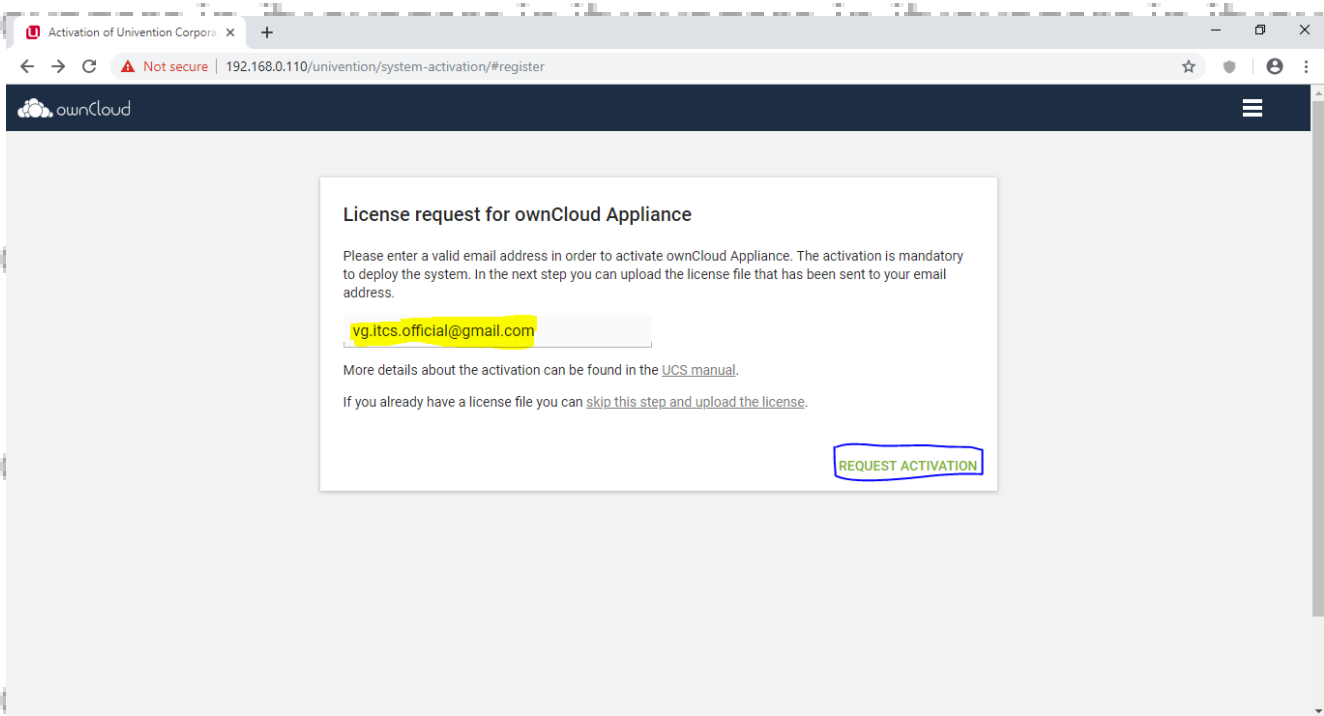 Activation of Univention Corpora
Not secure | 192.168.0.110/univention/system-activation/#register
ownCloud
License request for ownCloud Appliance
Please enter a valid email address in order to activate ownCloud Appliance. The activation is mandatory
to deploy the system. In the next step you can upload the license file that has been sent to your email
address.
vg.itcs.official@gmail.com
More details about the activation can be found in the UCS manual.
If you already have a license file you can skip this step and upload the license.
REQUEST ACTIVATION